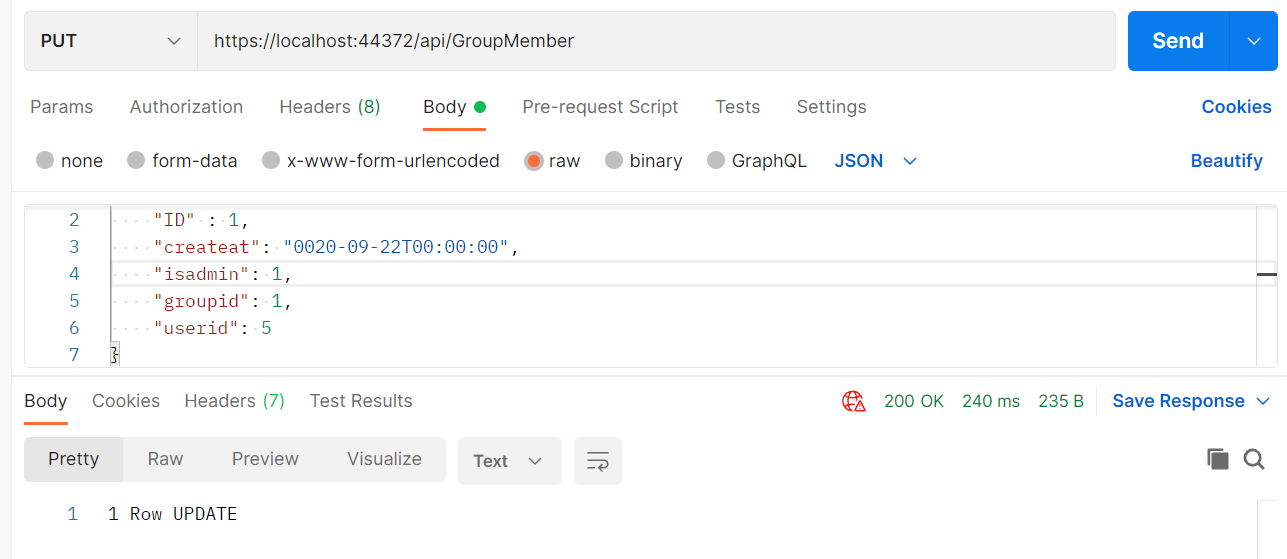 PUT https://localhost:44372/api/GroupMember Send
Params Authorization Headers (8) Body Pre-request Script Tests Settings Cookies
none form-data x-www-form-urlencoded raw binary GraphQL JSON Beautify
2 "ID" : 1,
3 "createat": "0020-09-22T00:00:00",
4 "isadmin": 1,
5 "groupid": 1,
6 "userid": 5
7 }
Body Cookies Headers (7) Test Results 200 OK 240 ms 235 B Save Response
Pretty Raw Preview Visualize Text
1 1 Row UPDATE